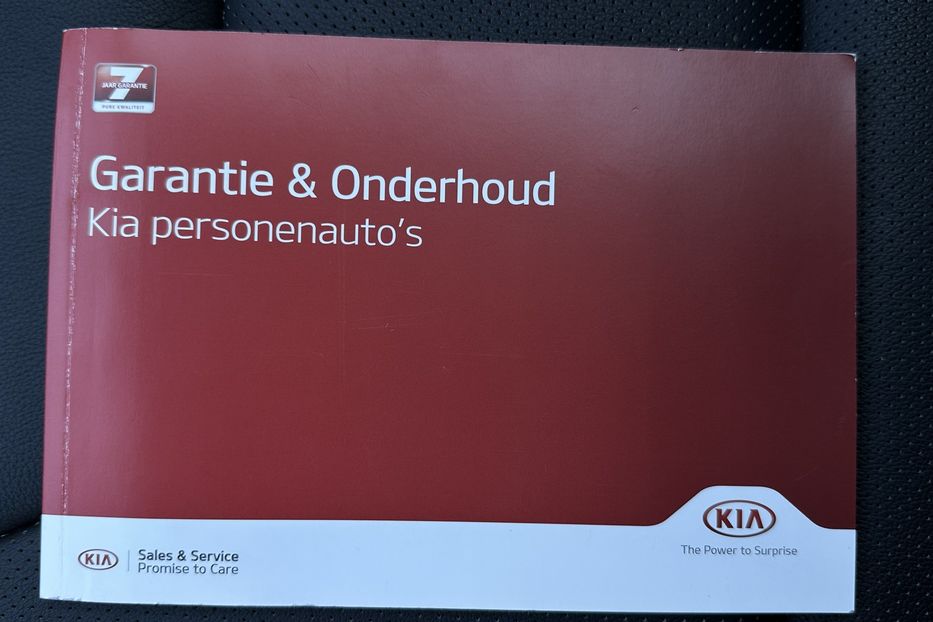 7
JAAR GARANTIE
PURE KWALITEIT
Garantie & Onderhoud
Kia personenauto's
KIA
The Power to Surprise
KIA
Sales & Service
Promise to Care